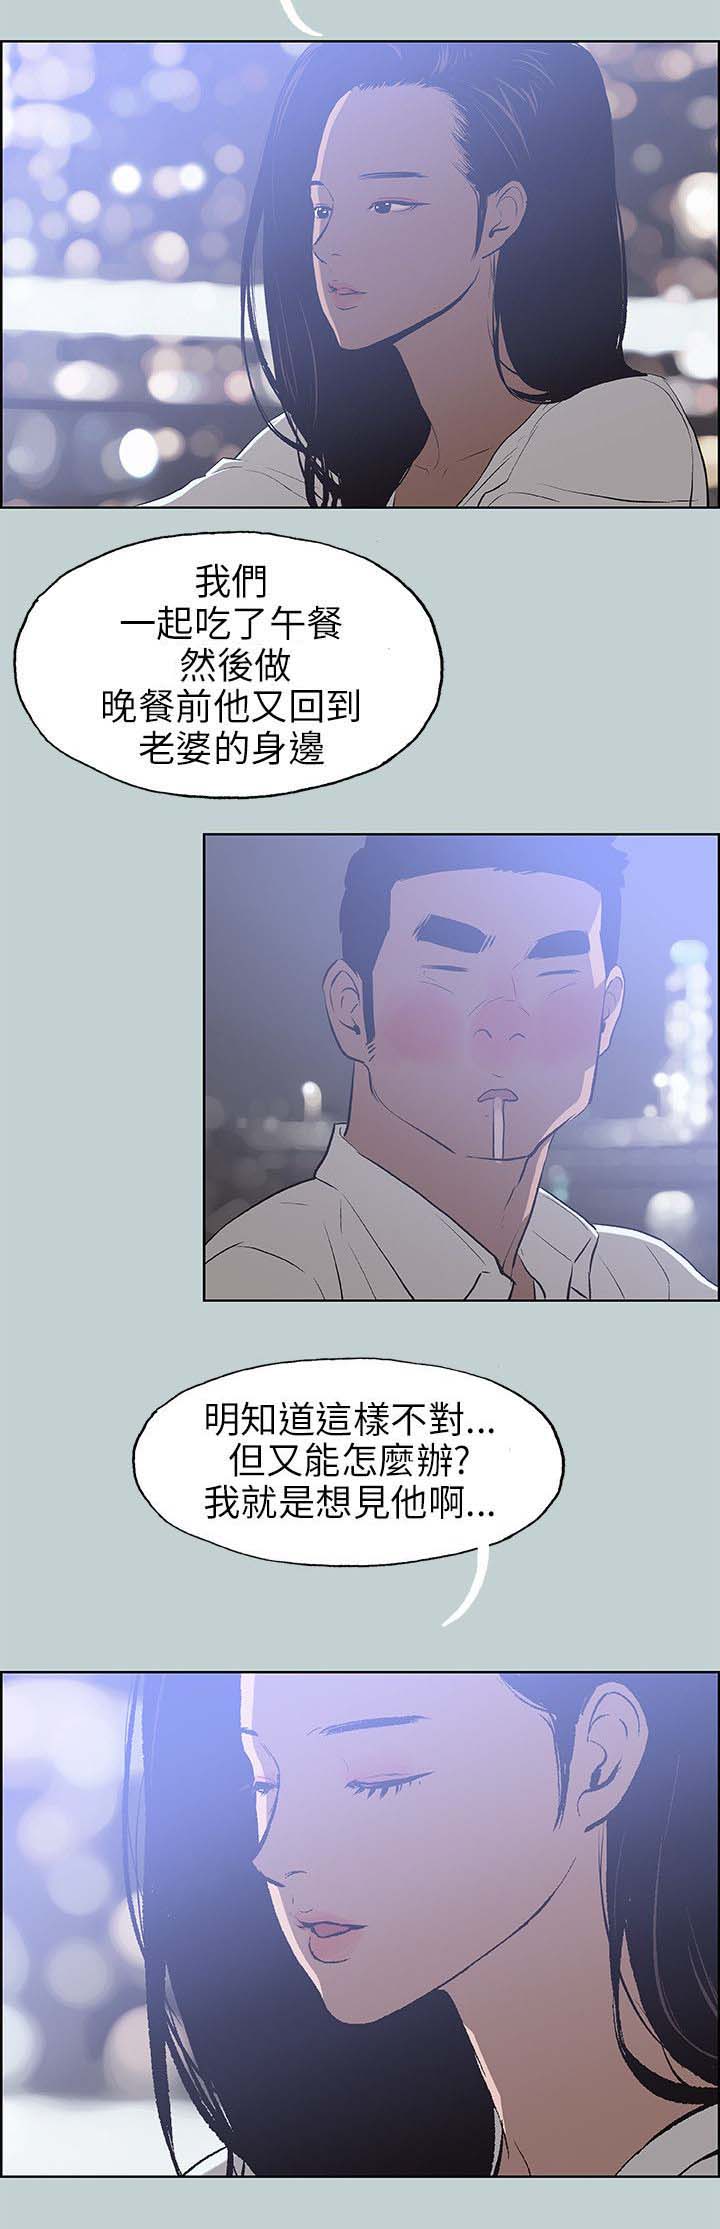 我們
一起吃了午餐
然後做
晚餐前他又回到
老婆的身邊
明知道這樣不對...
但又能怎麼辦?
我就是想見他啊...